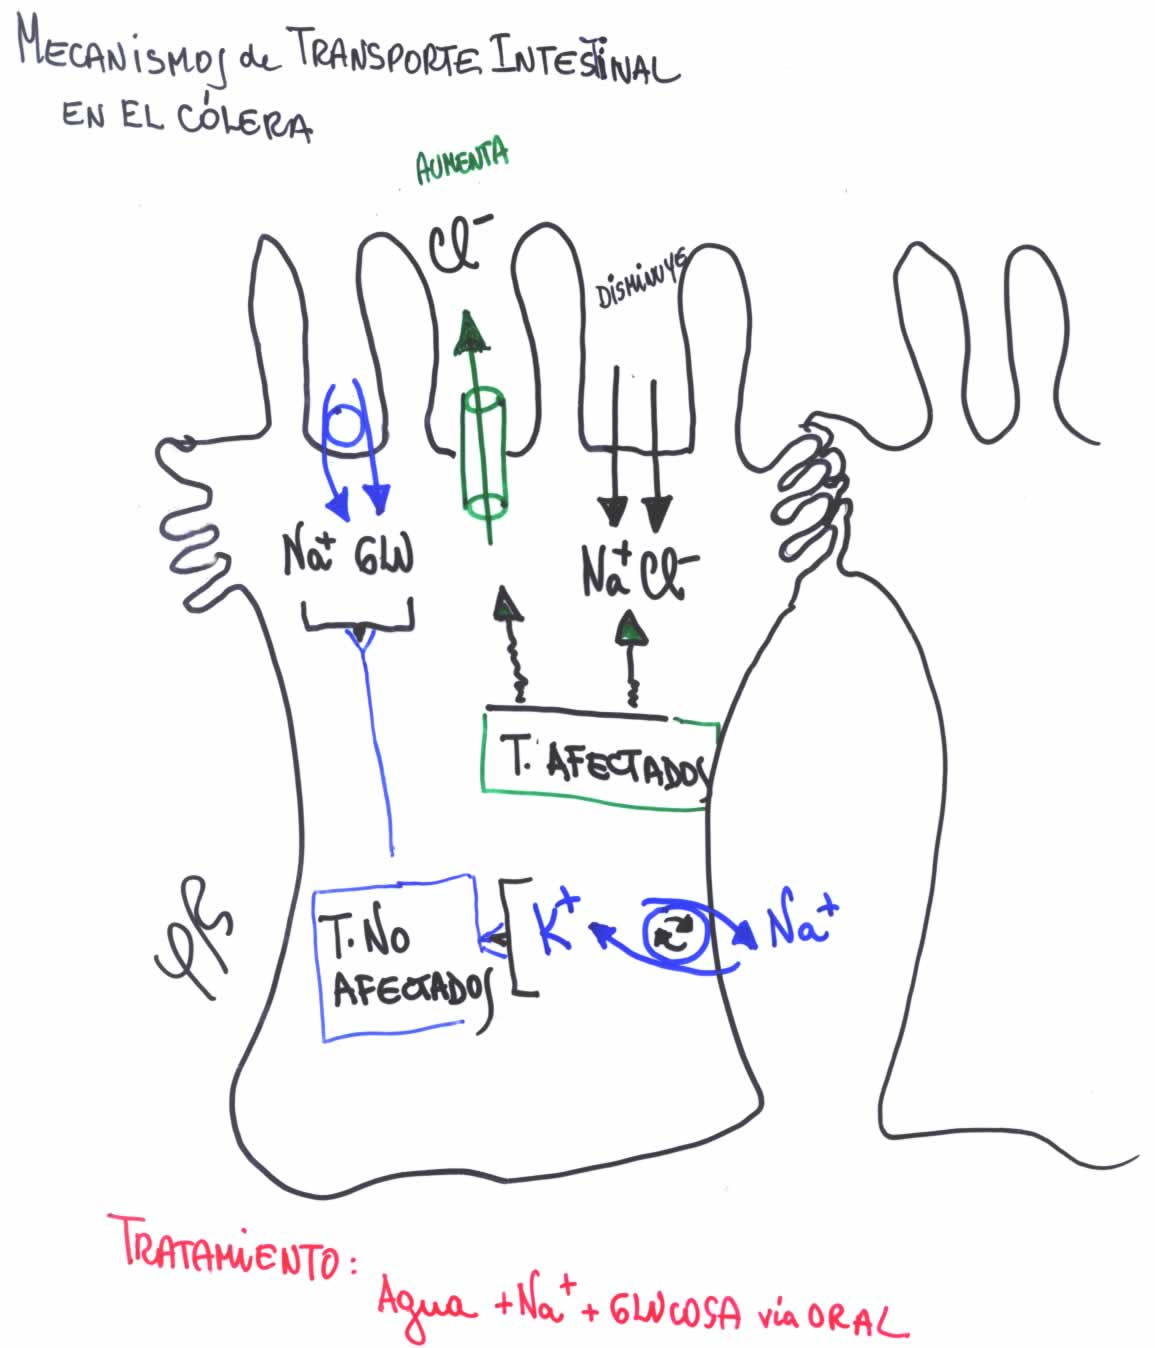 MECANISMOS de TRANSPORTE INTESTINAL
EN EL CÓLERA
AUMENTA
Cl⁻
DISMINUYE
Na⁺ GLU
Na⁺ Cl⁻
T. AFECTADOS
T. NO
AFECTADOS
K⁺
Na⁺
TRATAMIENTO:
Agua + Na⁺ + GLUCOSA vía ORAL